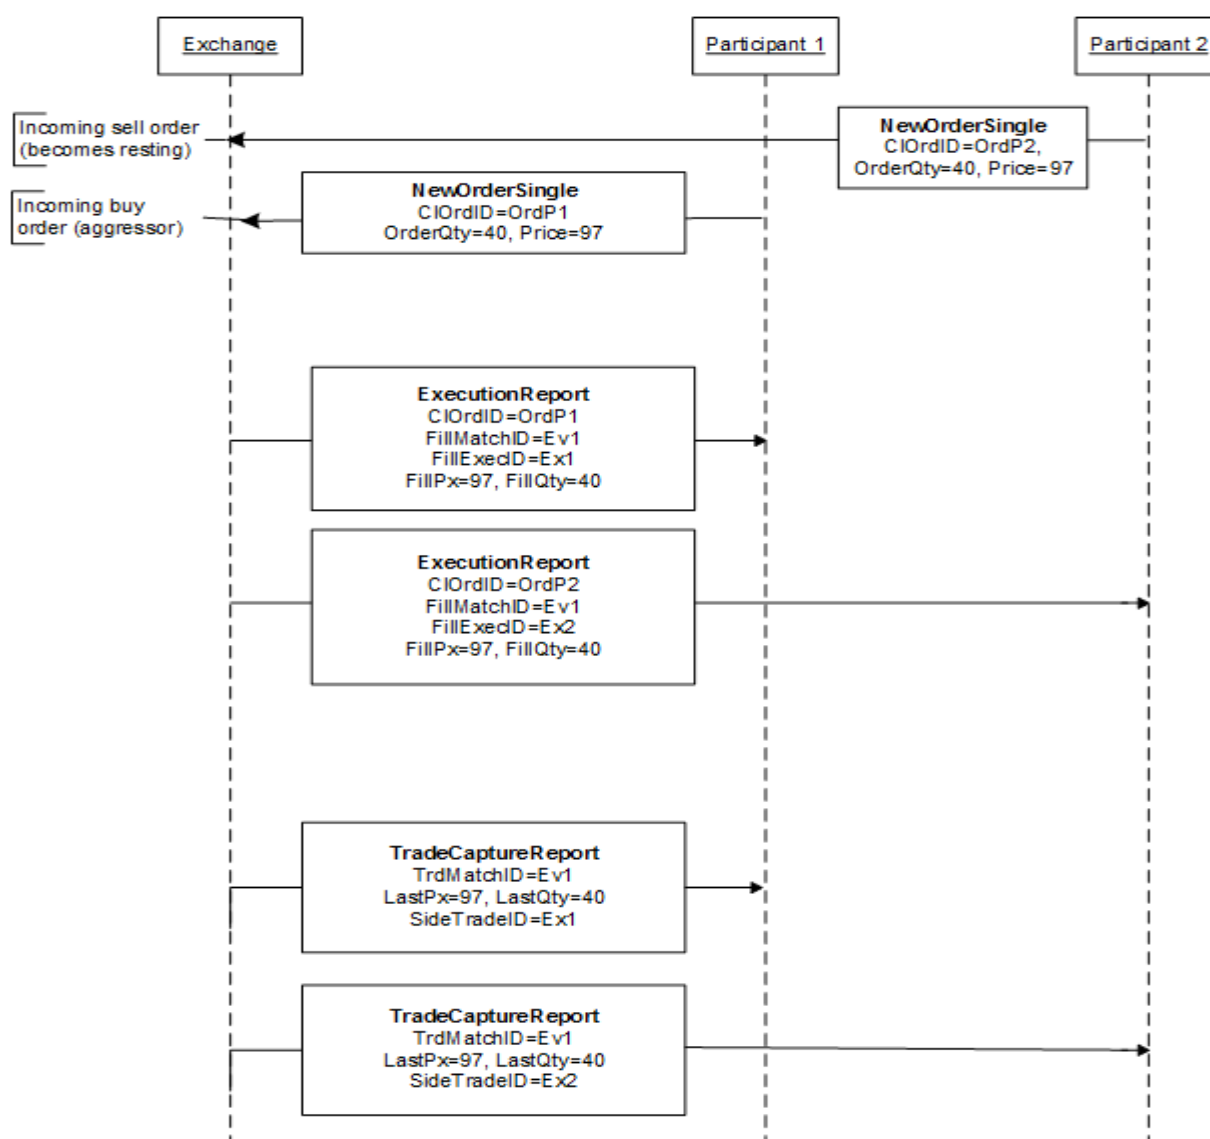 Exchange
Participant 1
Participant 2
Incoming sell order
(becomes resting)
NewOrderSingle
ClOrdID=OrdP2,
OrderQty=40, Price=97
Incoming buy
order (aggressor)
NewOrderSingle
ClOrdID=OrdP1
OrderQty=40, Price=97
ExecutionReport
ClOrdID=OrdP1
FillMatchID=Ev1
FillExecID=Ex1
FillPx=97, FillQty=40
ExecutionReport
ClOrdID=OrdP2
FillMatchID=Ev1
FillExecID=Ex2
FillPx=97, FillQty=40
TradeCaptureReport
TrdMatchID=Ev1
LastPx=97, LastQty=40
SideTradeID=Ex1
TradeCaptureReport
TrdMatchID=Ev1
LastPx=97, LastQty=40
SideTradeID=Ex2